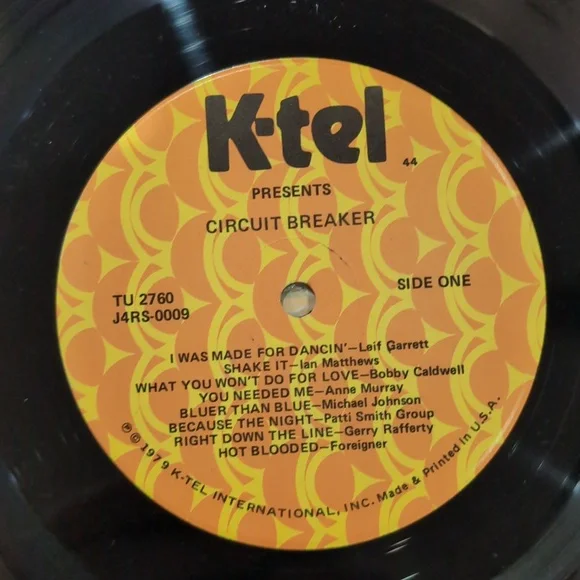 K-tel
44
PRESENTS
CIRCUIT BREAKER
TU 2760
J4RS-0009
SIDE ONE
I WAS MADE FOR DANCIN'—Leif Garrett
SHAKE IT—Ian Matthews
WHAT YOU WON'T DO FOR LOVE—Bobby Caldwell
YOU NEEDED ME—Anne Murray
BLUER THAN BLUE—Michael Johnson
BECAUSE THE NIGHT—Patti Smith Group
RIGHT DOWN THE LINE—Gerry Rafferty
HOT BLOODED—Foreigner
℗ © 1979 K-TEL INTERNATIONAL, INC. Made & Printed in U.S.A.